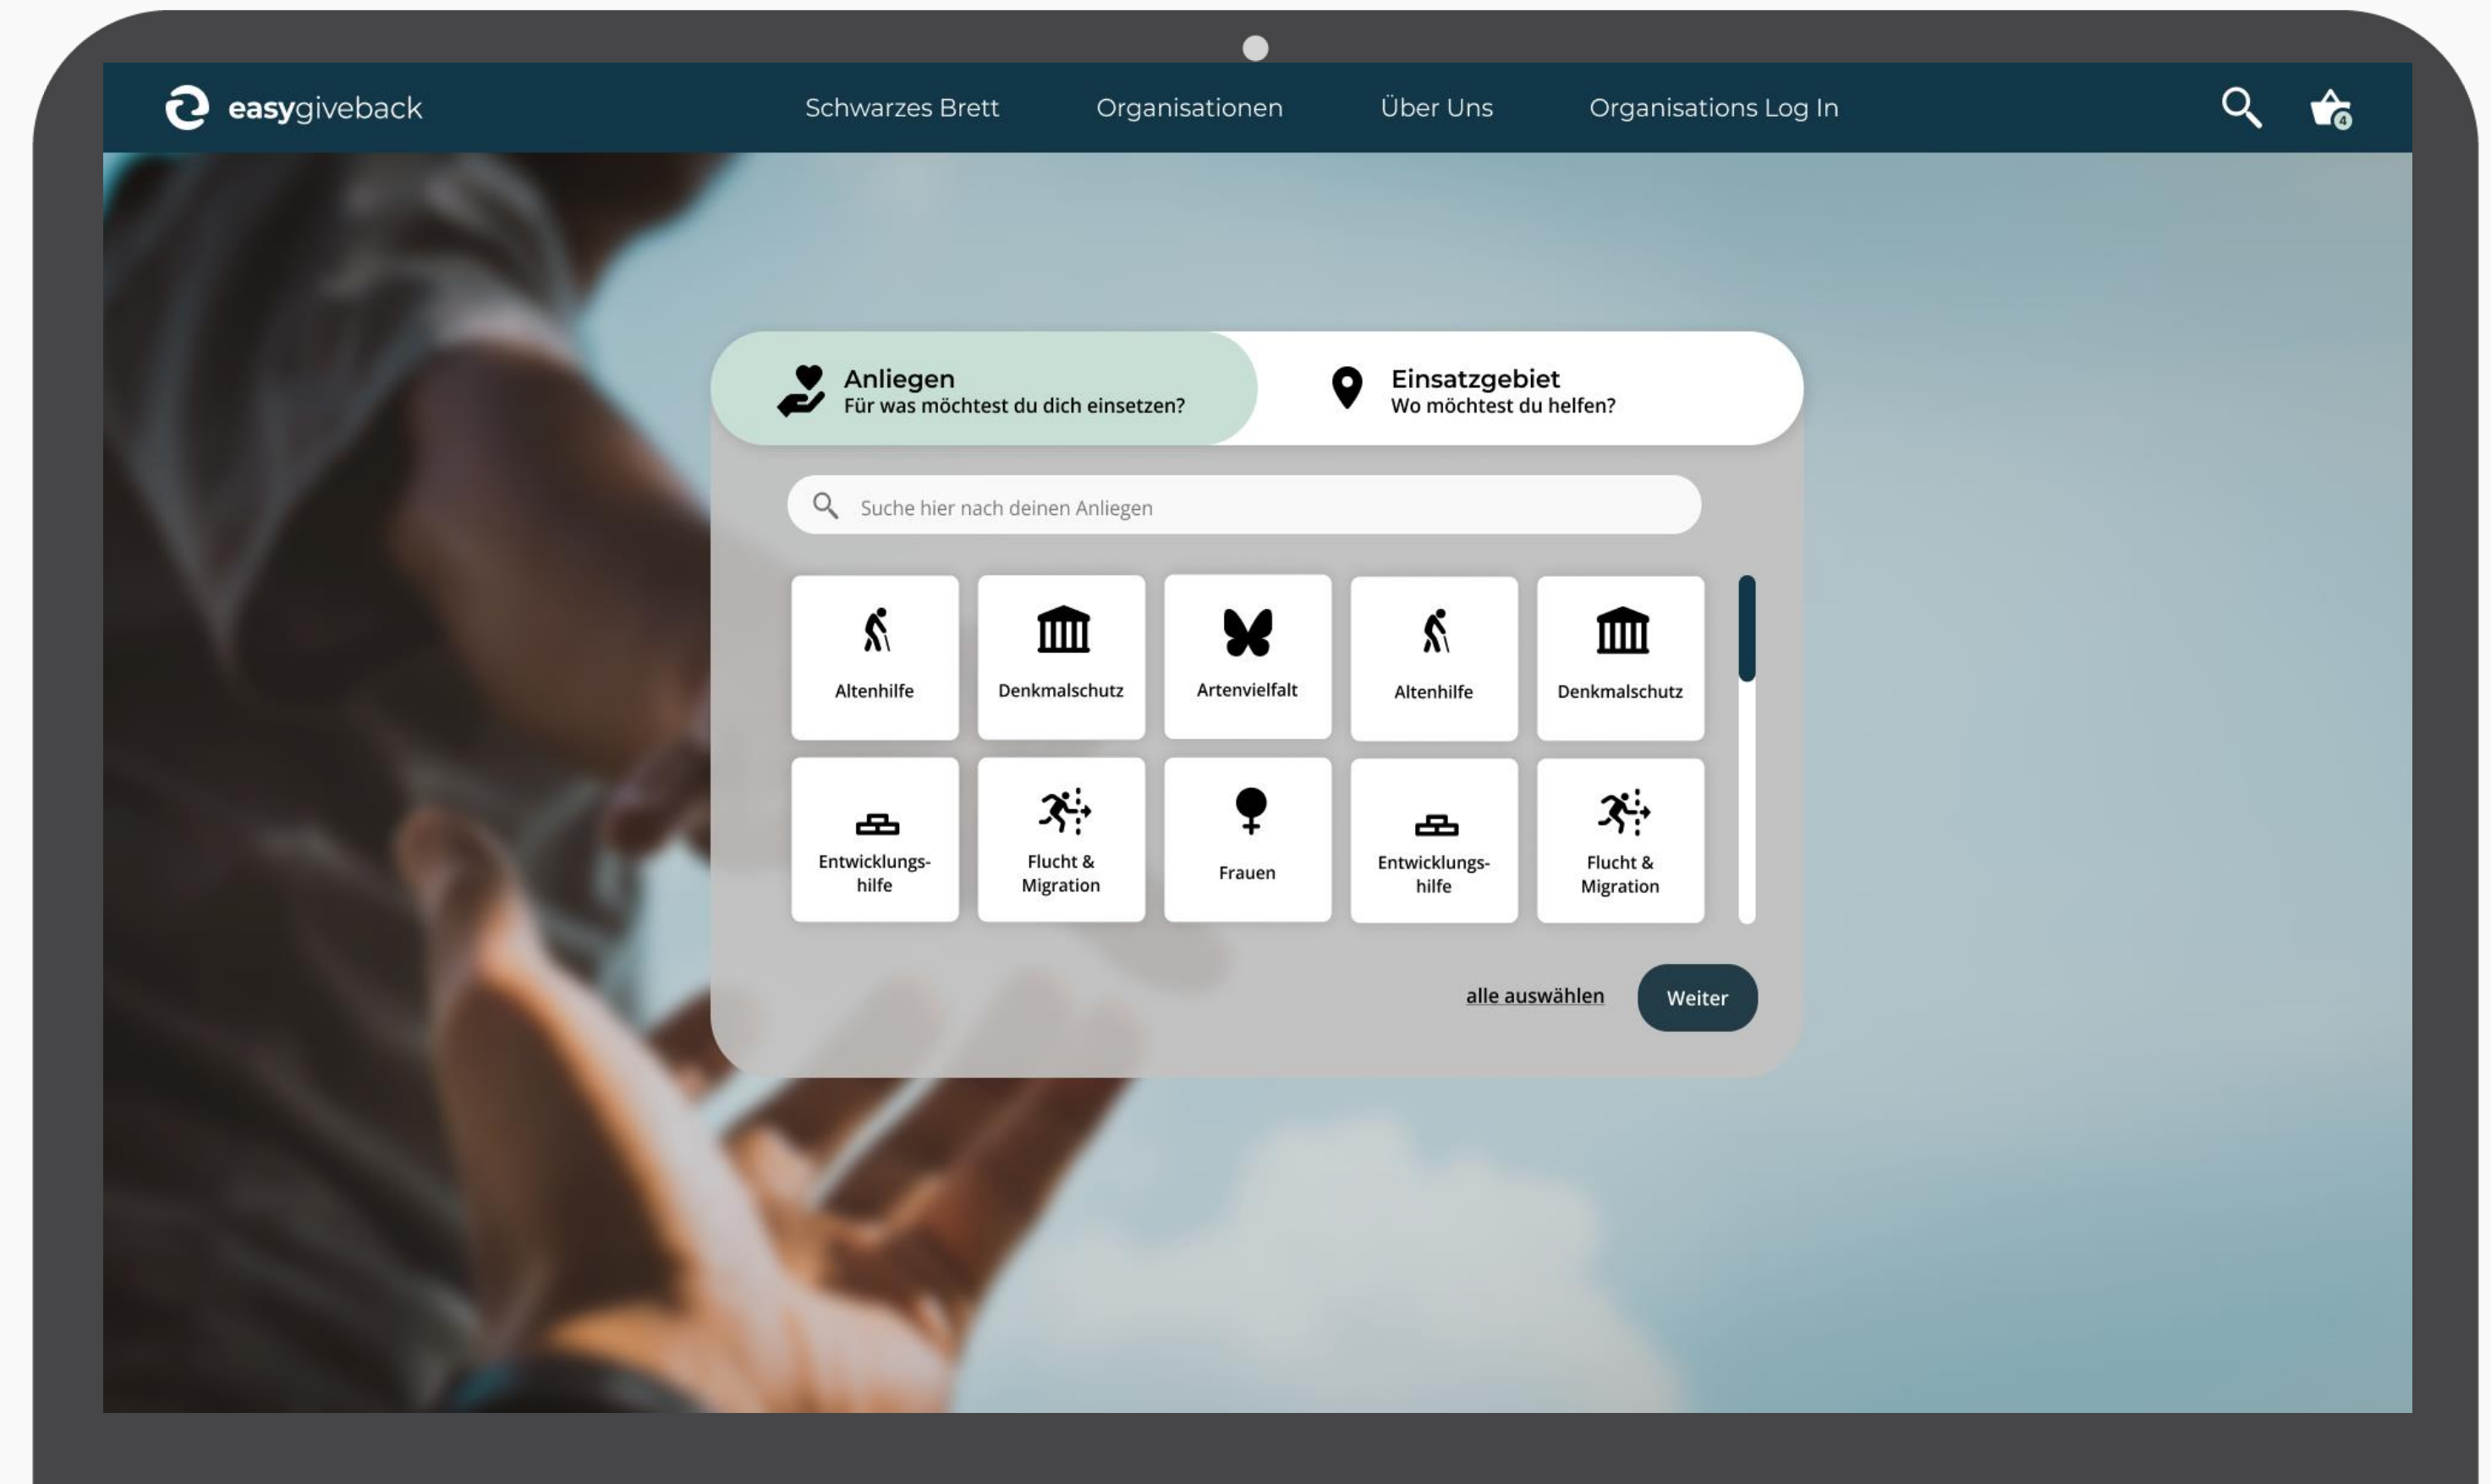 easygiveback
Schwarzes Brett
Organisationen
Über Uns
Organisations Log In
4
Anliegen
Für was möchtest du dich einsetzen?
Einsatzgebiet
Wo möchtest du helfen?
Suche hier nach deinen Anliegen
Altenhilfe
Denkmalschutz
Artenvielfalt
Altenhilfe
Denkmalschutz
Entwicklungs-
hilfe
Flucht &
Migration
Frauen
Entwicklungs-
hilfe
Flucht &
Migration
alle auswählen
Weiter